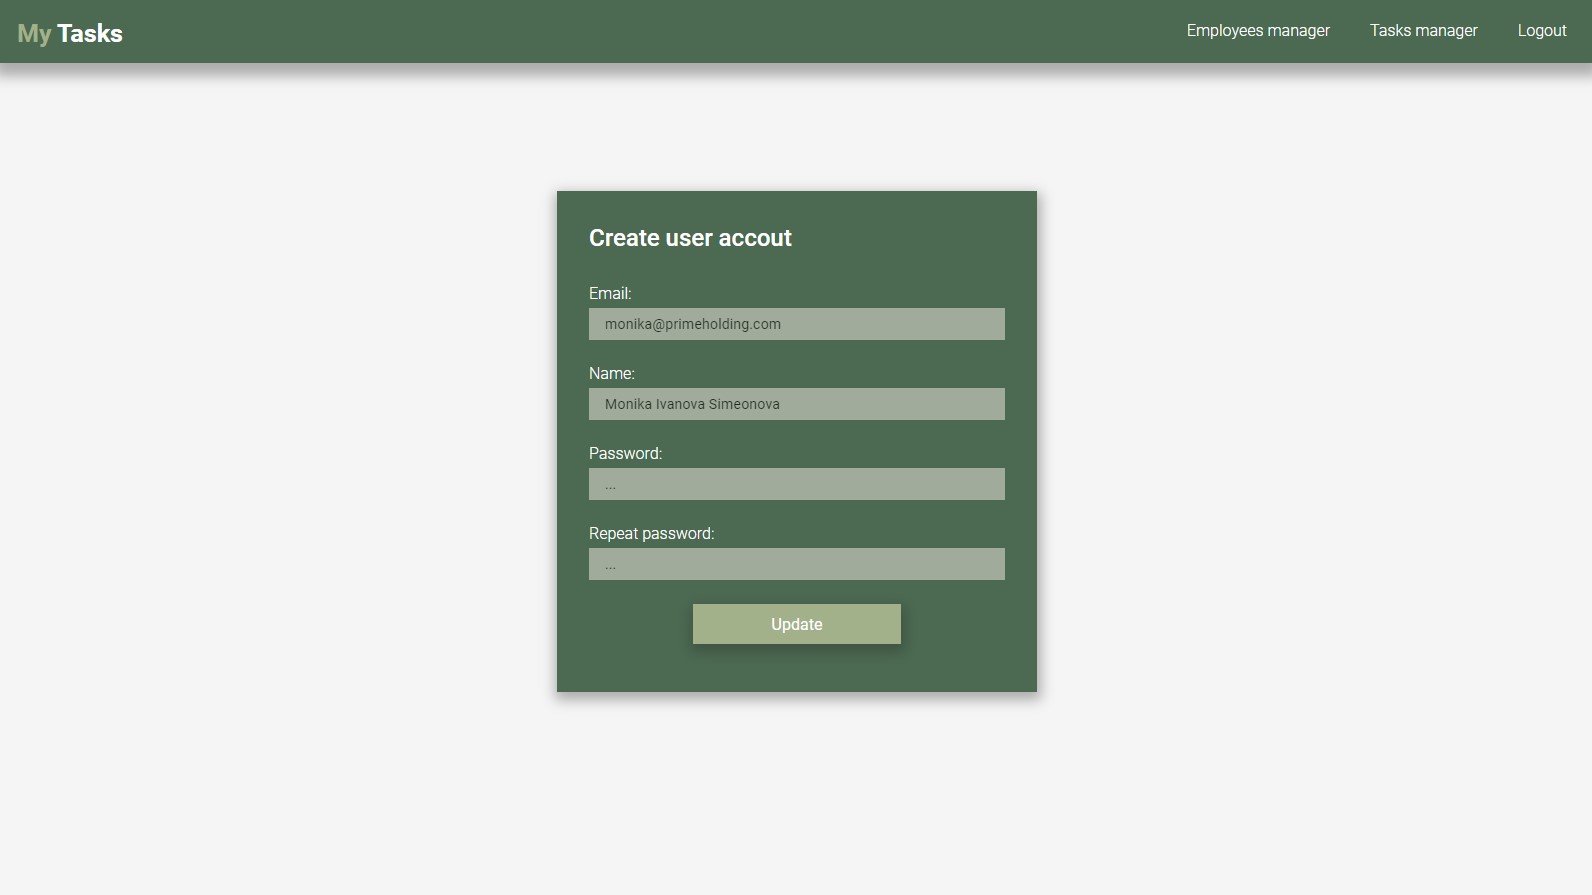 My Tasks
Employees manager
Tasks manager
Logout
Create user accout
Email:
monika@primeholding.com
Name:
Monika Ivanova Simeonova
Password:
...
Repeat password:
...
Update